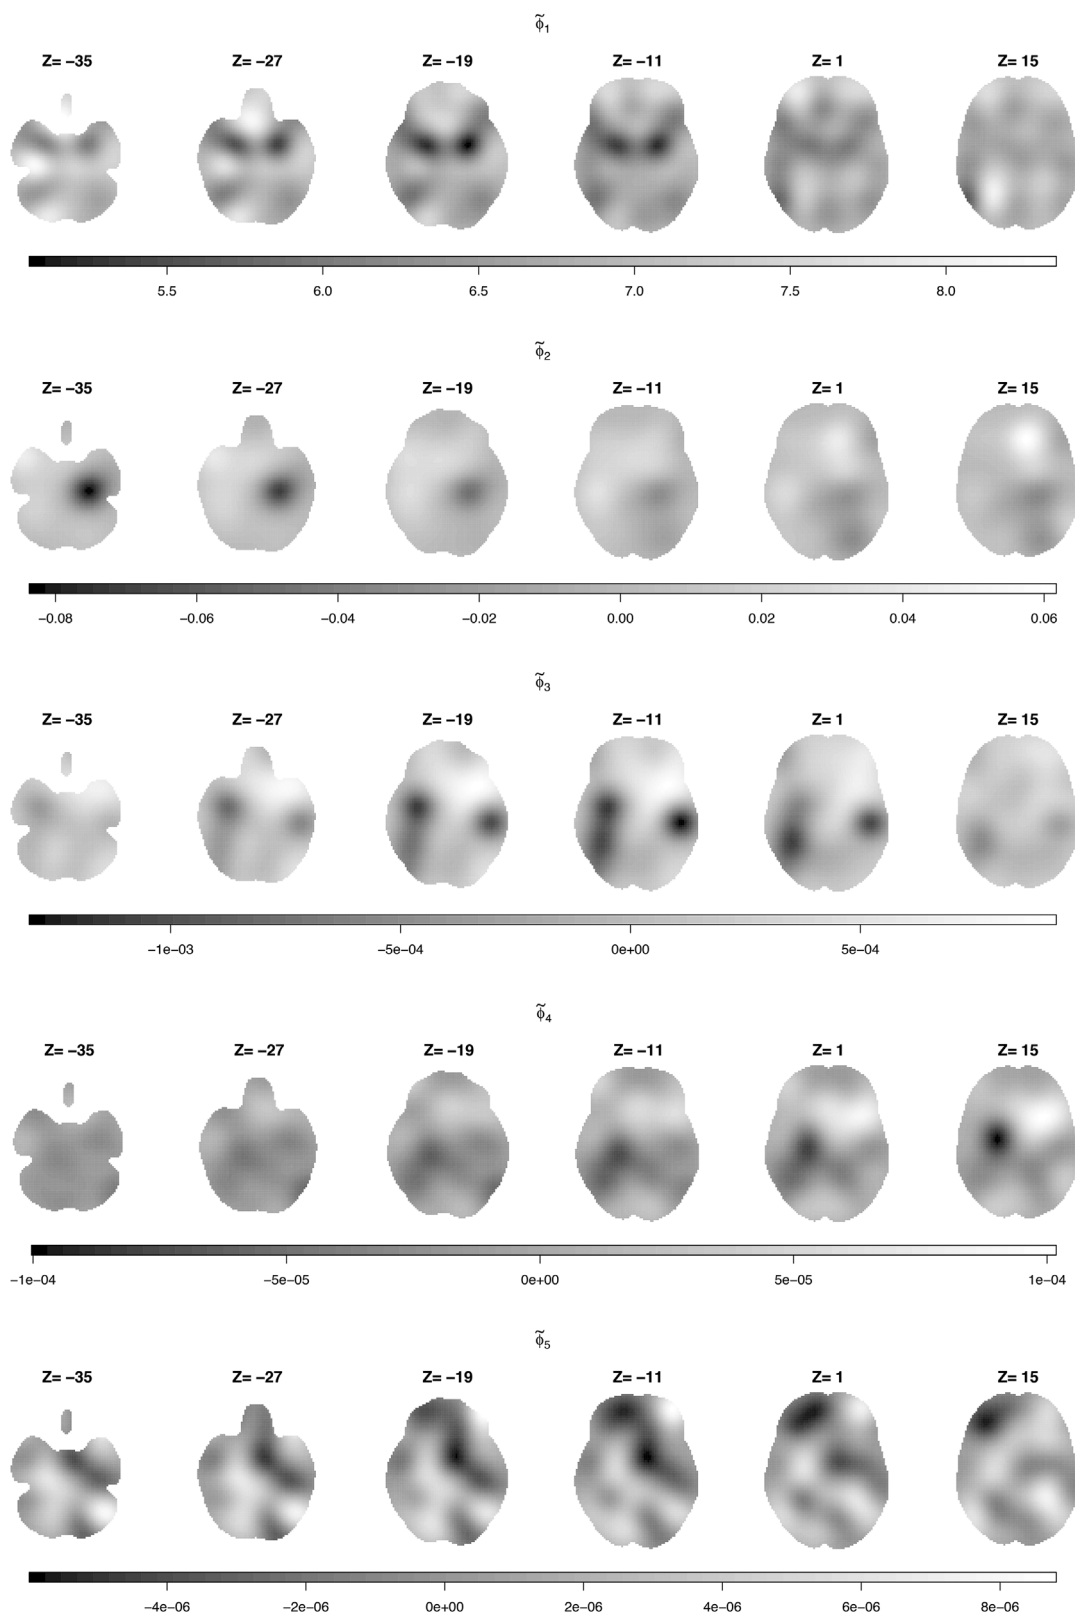 ϕ̃₁
Z= −35 Z= −27 Z= −19 Z= −11 Z= 1 Z= 15
5.5 6.0 6.5 7.0 7.5 8.0
ϕ̃₂
Z= −35 Z= −27 Z= −19 Z= −11 Z= 1 Z= 15
−0.08 −0.06 −0.04 −0.02 0.00 0.02 0.04 0.06
ϕ̃₃
Z= −35 Z= −27 Z= −19 Z= −11 Z= 1 Z= 15
−1e−03 −5e−04 0e+00 5e−04
ϕ̃₄
Z= −35 Z= −27 Z= −19 Z= −11 Z= 1 Z= 15
−1e−04 −5e−05 0e+00 5e−05 1e−04
ϕ̃₅
Z= −35 Z= −27 Z= −19 Z= −11 Z= 1 Z= 15
−4e−06 −2e−06 0e+00 2e−06 4e−06 6e−06 8e−06